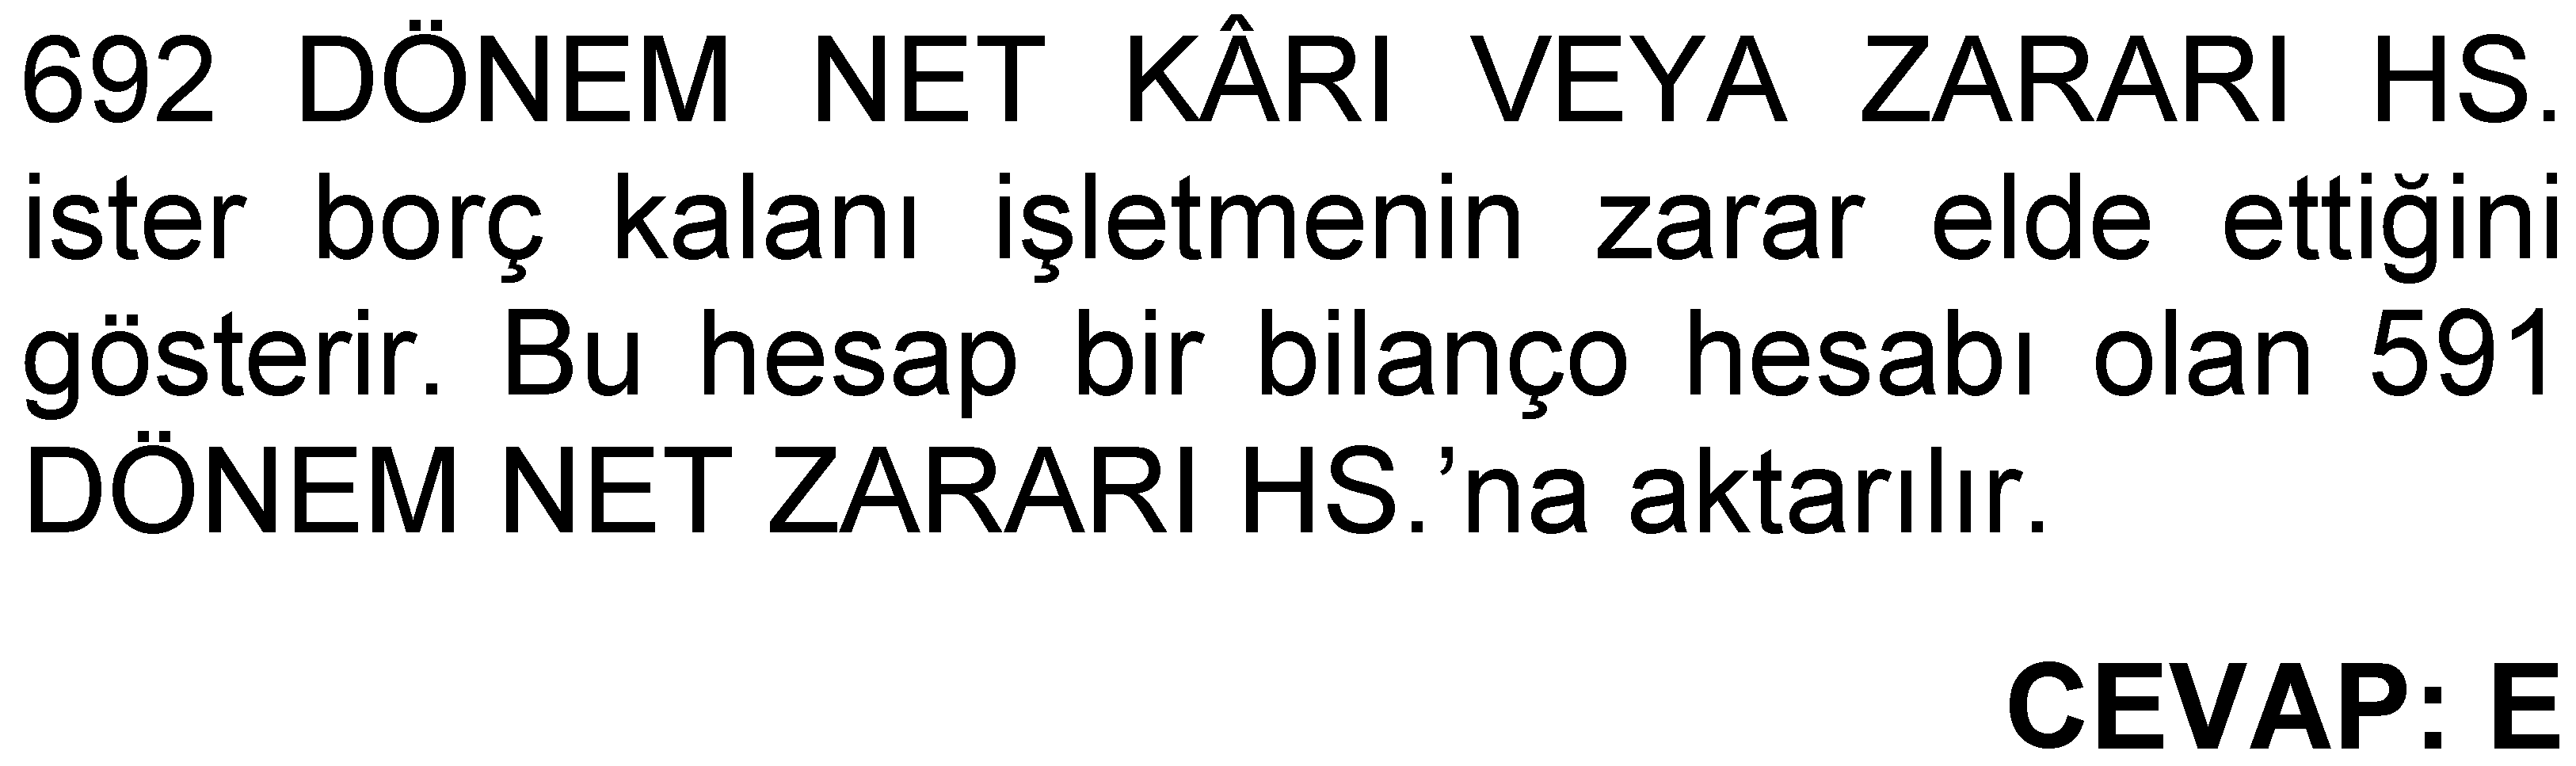 692 DÖNEM NET KÂRI VEYA ZARARI HS.
ister borç kalanı işletmenin zarar elde ettiğini
gösterir. Bu hesap bir bilanço hesabı olan 591
DÖNEM NET ZARARI HS.’na aktarılır.
CEVAP: E